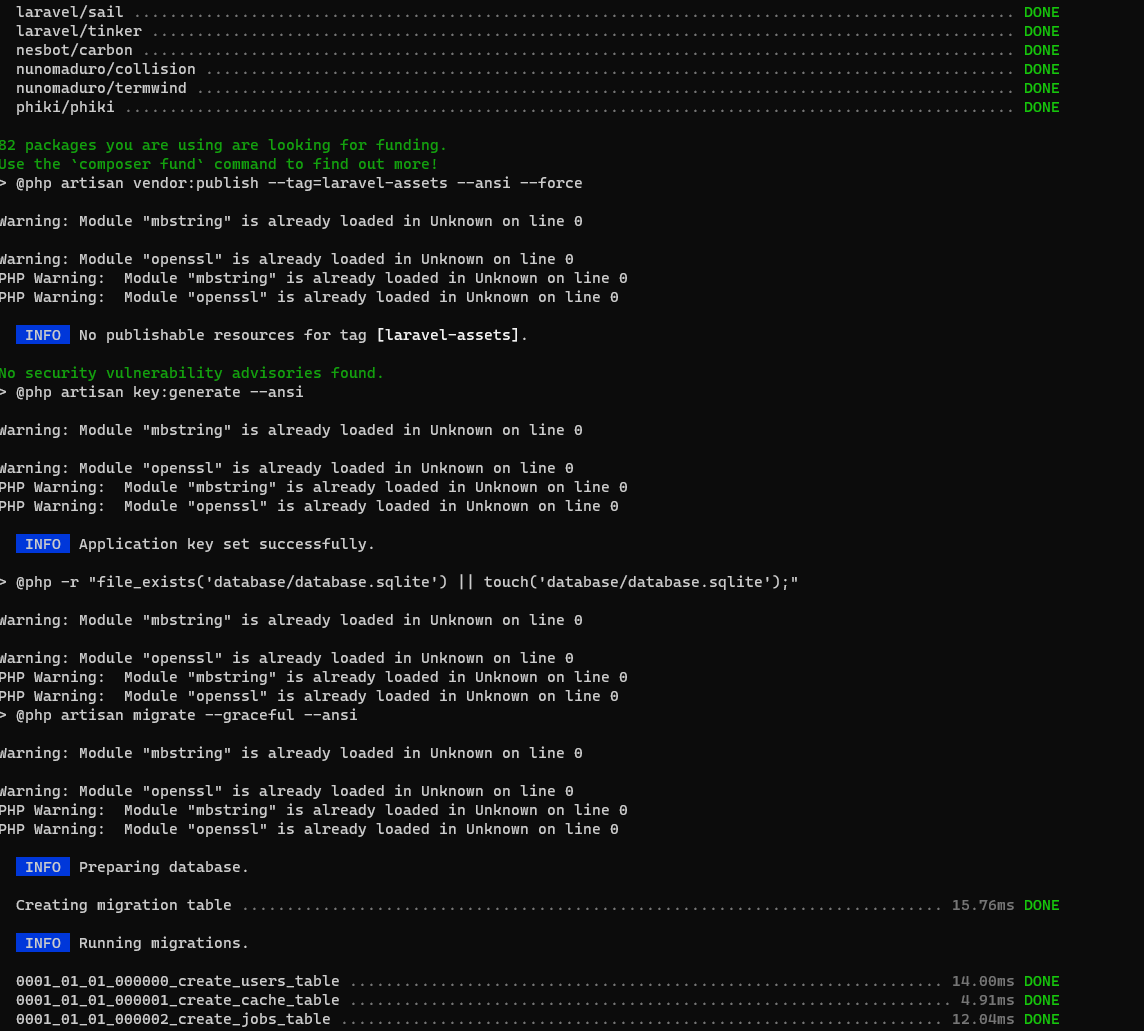 laravel/sail .................................................................................................. DONE
laravel/tinker ................................................................................................ DONE
nesbot/carbon ................................................................................................. DONE
nunomaduro/collision .......................................................................................... DONE
nunomaduro/termwind ........................................................................................... DONE
phiki/phiki ................................................................................................... DONE
82 packages you are using are looking for funding.
Use the `composer fund` command to find out more!
> @php artisan vendor:publish --tag=laravel-assets --ansi --force
Warning: Module "mbstring" is already loaded in Unknown on line 0
Warning: Module "openssl" is already loaded in Unknown on line 0
PHP Warning:  Module "mbstring" is already loaded in Unknown on line 0
PHP Warning:  Module "openssl" is already loaded in Unknown on line 0
INFO  No publishable resources for tag [laravel-assets].
No security vulnerability advisories found.
> @php artisan key:generate --ansi
Warning: Module "mbstring" is already loaded in Unknown on line 0
Warning: Module "openssl" is already loaded in Unknown on line 0
PHP Warning:  Module "mbstring" is already loaded in Unknown on line 0
PHP Warning:  Module "openssl" is already loaded in Unknown on line 0
INFO  Application key set successfully.
> @php -r "file_exists('database/database.sqlite') || touch('database/database.sqlite');"
Warning: Module "mbstring" is already loaded in Unknown on line 0
Warning: Module "openssl" is already loaded in Unknown on line 0
PHP Warning:  Module "mbstring" is already loaded in Unknown on line 0
PHP Warning:  Module "openssl" is already loaded in Unknown on line 0
> @php artisan migrate --graceful --ansi
Warning: Module "mbstring" is already loaded in Unknown on line 0
Warning: Module "openssl" is already loaded in Unknown on line 0
PHP Warning:  Module "mbstring" is already loaded in Unknown on line 0
PHP Warning:  Module "openssl" is already loaded in Unknown on line 0
INFO  Preparing database.
Creating migration table .............................................................................. 15.76ms DONE
INFO  Running migrations.
0001_01_01_000000_create_users_table .................................................................. 14.00ms DONE
0001_01_01_000001_create_cache_table ................................................................... 4.91ms DONE
0001_01_01_000002_create_jobs_table ................................................................... 12.04ms DONE